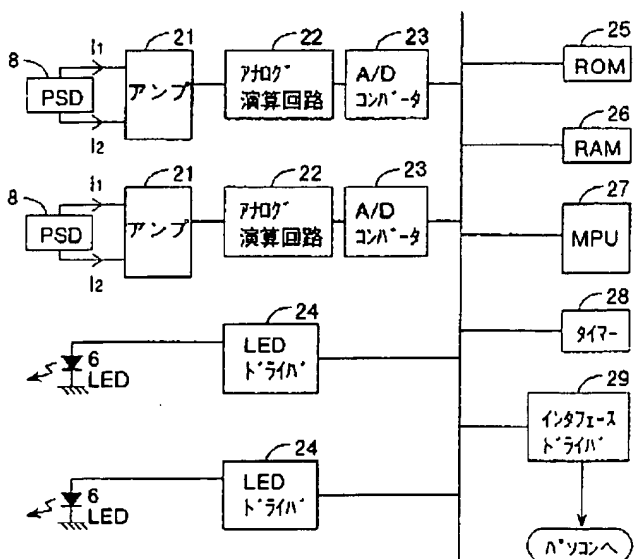 8
PSD
I1
I2
21
アンプ
22
アナログ
演算回路
23
A/D
コンバータ
8
PSD
I1
I2
21
アンプ
22
アナログ
演算回路
23
A/D
コンバータ
6
LED
24
LED
ドライバ
6
LED
24
LED
ドライバ
25
ROM
26
RAM
27
MPU
28
タイマー
29
インタフェース
ドライバ
パソコンへ